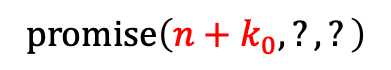 promise(n + k₀,?,?)